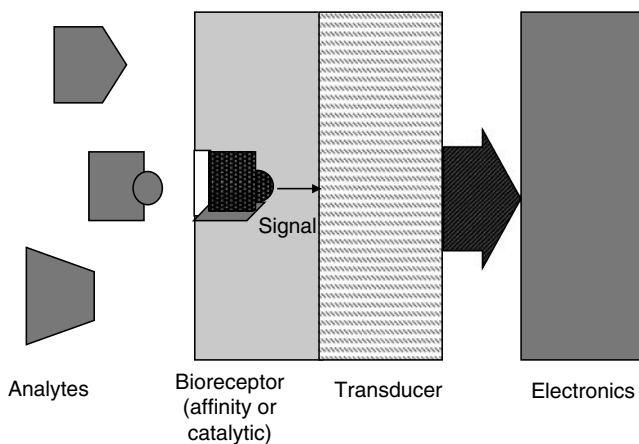 Signal
Analytes
Bioreceptor
(affinity or
catalytic)
Transducer
Electronics